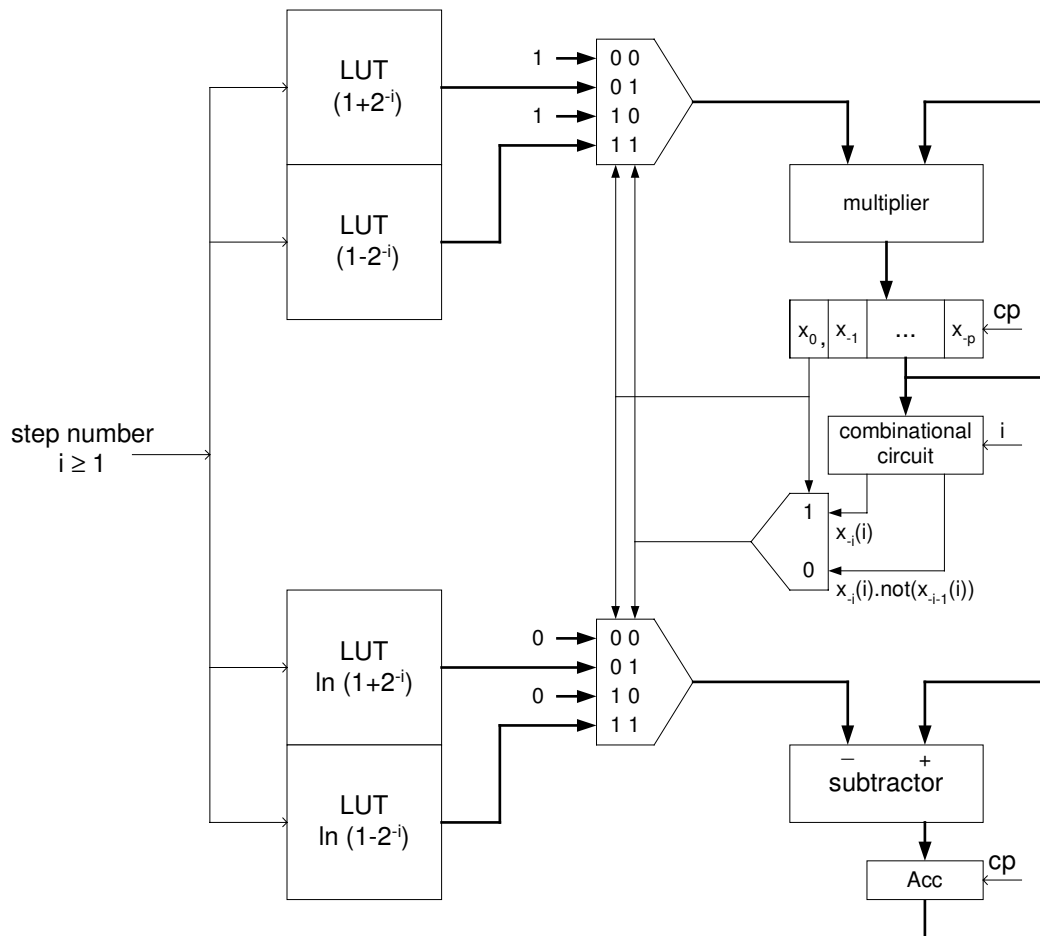 LUT
(1+2⁻ⁱ)
LUT
(1-2⁻ⁱ)
1
0 0
0 1
1
1 0
1 1
multiplier
x₀, x₋₁ ... x₋ₚ
cp
combinational
circuit
i
1
x₋ᵢ(i)
0
x₋ᵢ(i).not(x₋ᵢ₋₁(i))
step number
i ≥ 1
LUT
ln (1+2⁻ⁱ)
LUT
ln (1-2⁻ⁱ)
0
0 0
0 1
0
1 0
1 1
− +
subtractor
Acc
cp